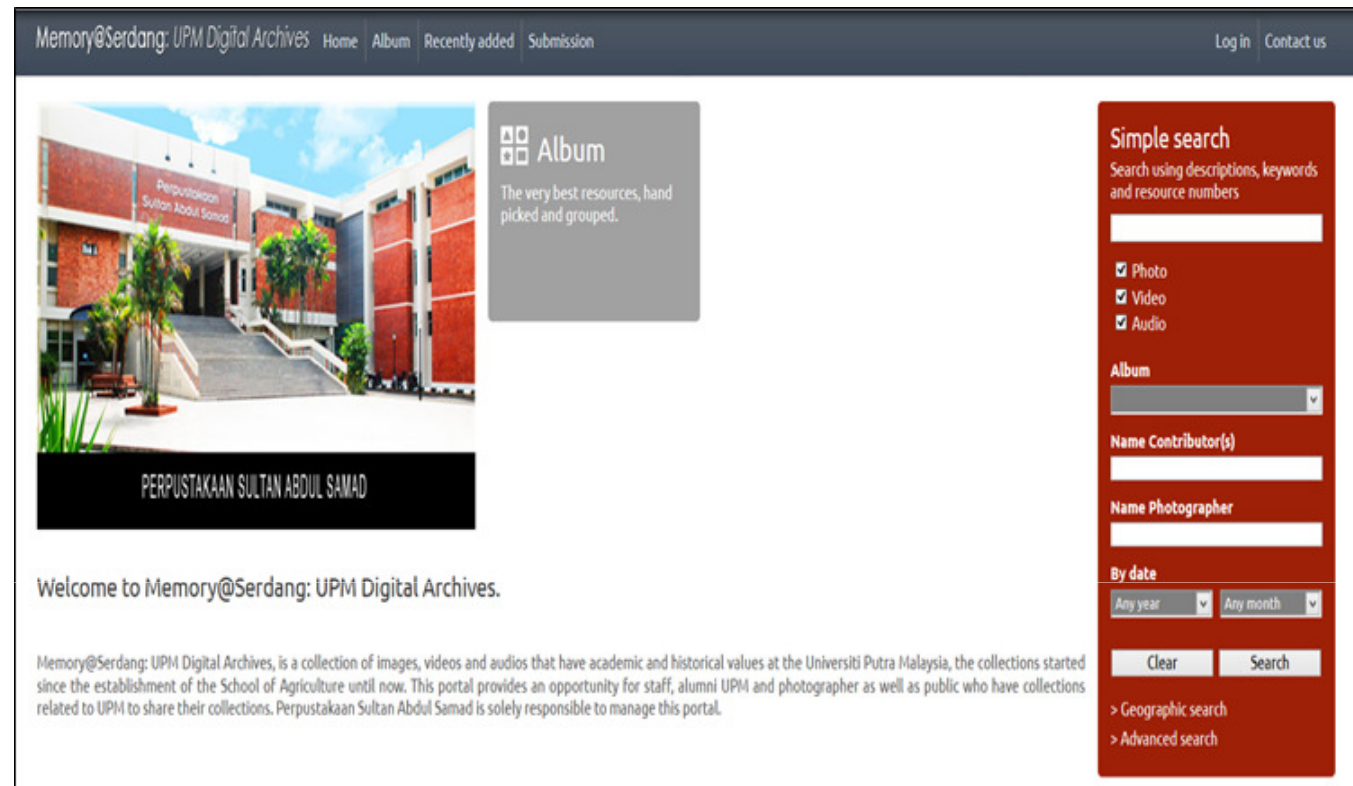 Memory@Serdang: UPM Digital Archives Home Album Recently added Submission Log in Contact us
Perpustakaan
Sultan Abdul Samad
PERPUSTAKAAN SULTAN ABDUL SAMAD
Album
The very best resources, hand
picked and grouped.
Welcome to Memory@Serdang: UPM Digital Archives.
Memory@Serdang: UPM Digital Archives, is a collection of images, videos and audios that have academic and historical values at the Universiti Putra Malaysia, the collections started
since the establishment of the School of Agriculture until now. This portal provides an opportunity for staff, alumni UPM and photographer as well as public who have collections
related to UPM to share their collections. Perpustakaan Sultan Abdul Samad is solely responsible to manage this portal.
Simple search
Search using descriptions, keywords
and resource numbers
Photo
Video
Audio
Album
Name Contributor(s)
Name Photographer
By date
Any year Any month
Clear Search
> Geographic search
> Advanced search